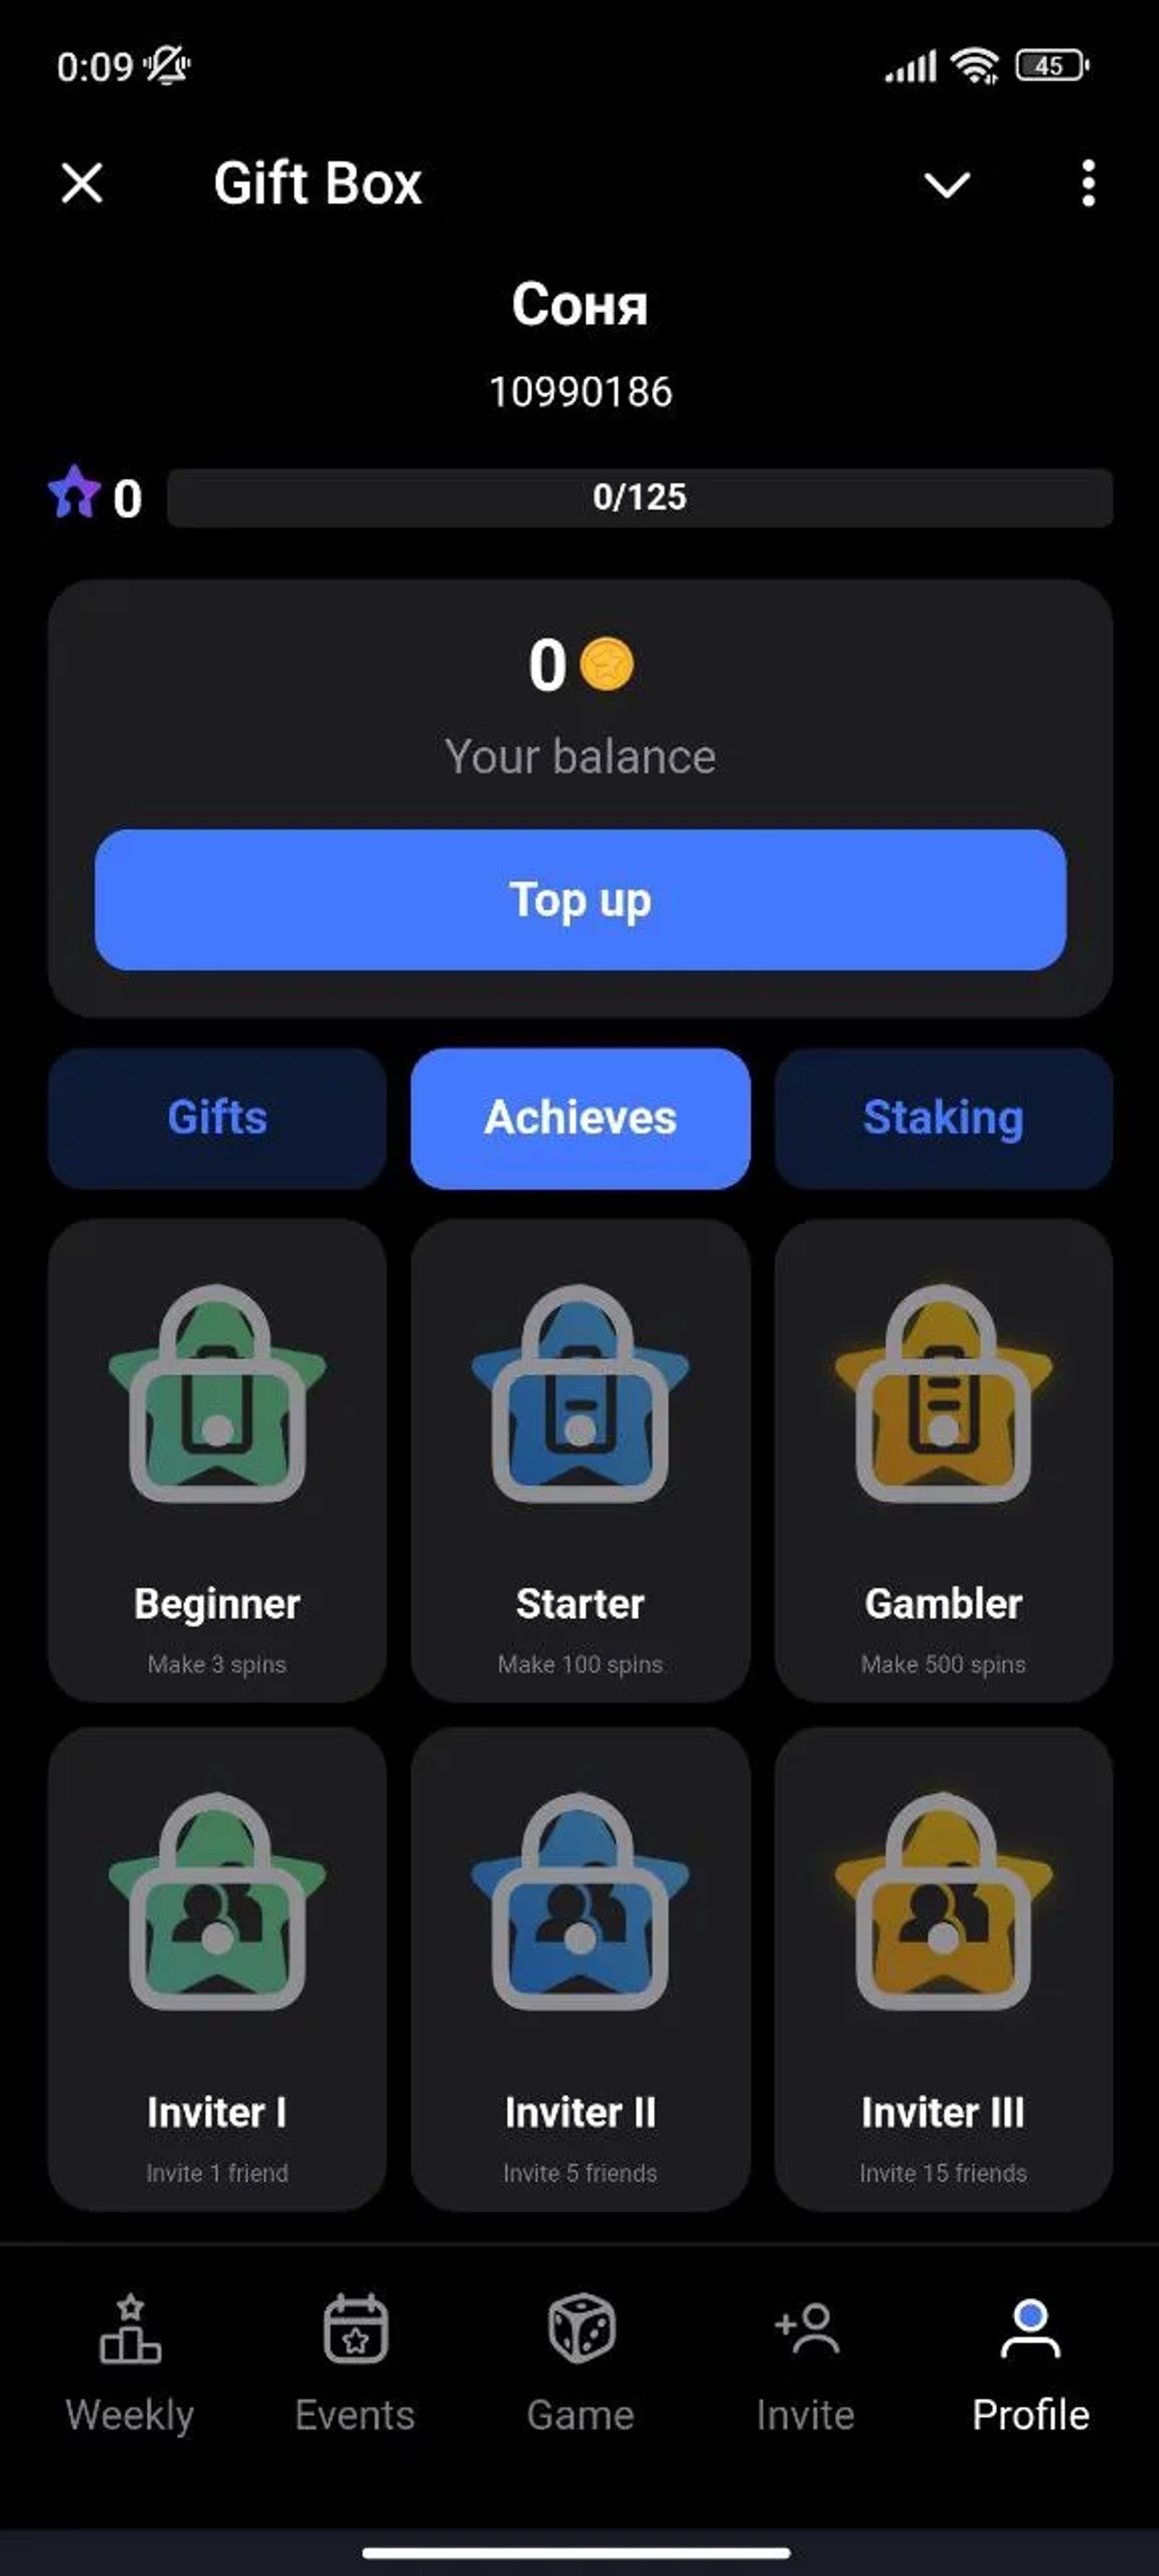 0:09
45
Gift Box
Соня
10990186
0
0/125
0
Your balance
Top up
Gifts Achieves Staking
Beginner Starter Gambler
Make 3 spins Make 100 spins Make 500 spins
Inviter I Inviter II Inviter III
Invite 1 friend Invite 5 friends Invite 15 friends
Weekly Events Game Invite Profile